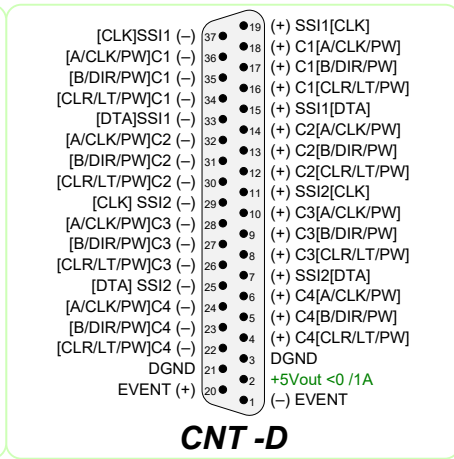 [CLK]SSI1 (–) 37 19 (+) SSI1[CLK]
[A/CLK/PW]C1 (–) 36 18 (+) C1[A/CLK/PW]
[B/DIR/PW]C1 (–) 35 17 (+) C1[B/DIR/PW]
[CLR/LT/PW]C1 (–) 34 16 (+) C1[CLR/LT/PW]
[DTA]SSI1 (–) 33 15 (+) SSI1[DTA]
[A/CLK/PW]C2 (–) 32 14 (+) C2[A/CLK/PW]
[B/DIR/PW]C2 (–) 31 13 (+) C2[B/DIR/PW]
[CLR/LT/PW]C2 (–) 30 12 (+) C2[CLR/LT/PW]
[CLK] SSI2 (–) 29 11 (+) SSI2[CLK]
[A/CLK/PW]C3 (–) 28 10 (+) C3[A/CLK/PW]
[B/DIR/PW]C3 (–) 27 9 (+) C3[B/DIR/PW]
[CLR/LT/PW]C3 (–) 26 8 (+) C3[CLR/LT/PW]
[DTA] SSI2 (–) 25 7 (+) SSI2[DTA]
[A/CLK/PW]C4 (–) 24 6 (+) C4[A/CLK/PW]
[B/DIR/PW]C4 (–) 23 5 (+) C4[B/DIR/PW]
[CLR/LT/PW]C4 (–) 22 4 (+) C4[CLR/LT/PW]
DGND 21 3 DGND
EVENT (+) 20 2 +5Vout <0 /1A
1 (–) EVENT
CNT -D